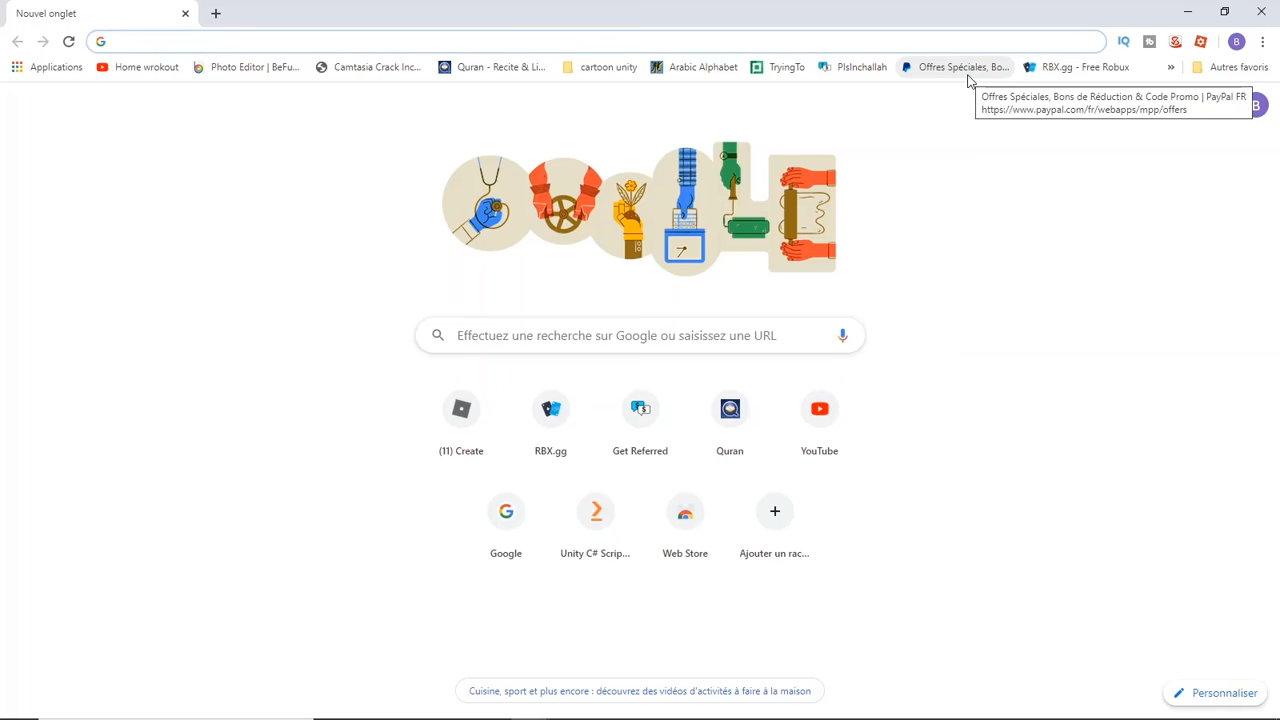 Nouvel onglet
Applications
Home wrokout
Photo Editor | BeFu...
Camtasia Crack Inc...
Quran - Recite & Li...
cartoon unity
Arabic Alphabet
TryingTo
PlsInchallah
Offres Spéciales, Bo...
RBX.gg - Free Robux
»
Autres favoris
B
Offres Spéciales, Bons de Réduction & Code Promo | PayPal FR
https://www.paypal.com/fr/webapps/mpp/offers
B
Effectuez une recherche sur Google ou saisissez une URL
(11) Create
RBX.gg
Get Referred
Quran
YouTube
Google
Unity C# Scrip...
Web Store
Ajouter un rac...
Cuisine, sport et plus encore : découvrez des vidéos d'activités à faire à la maison
Personnaliser